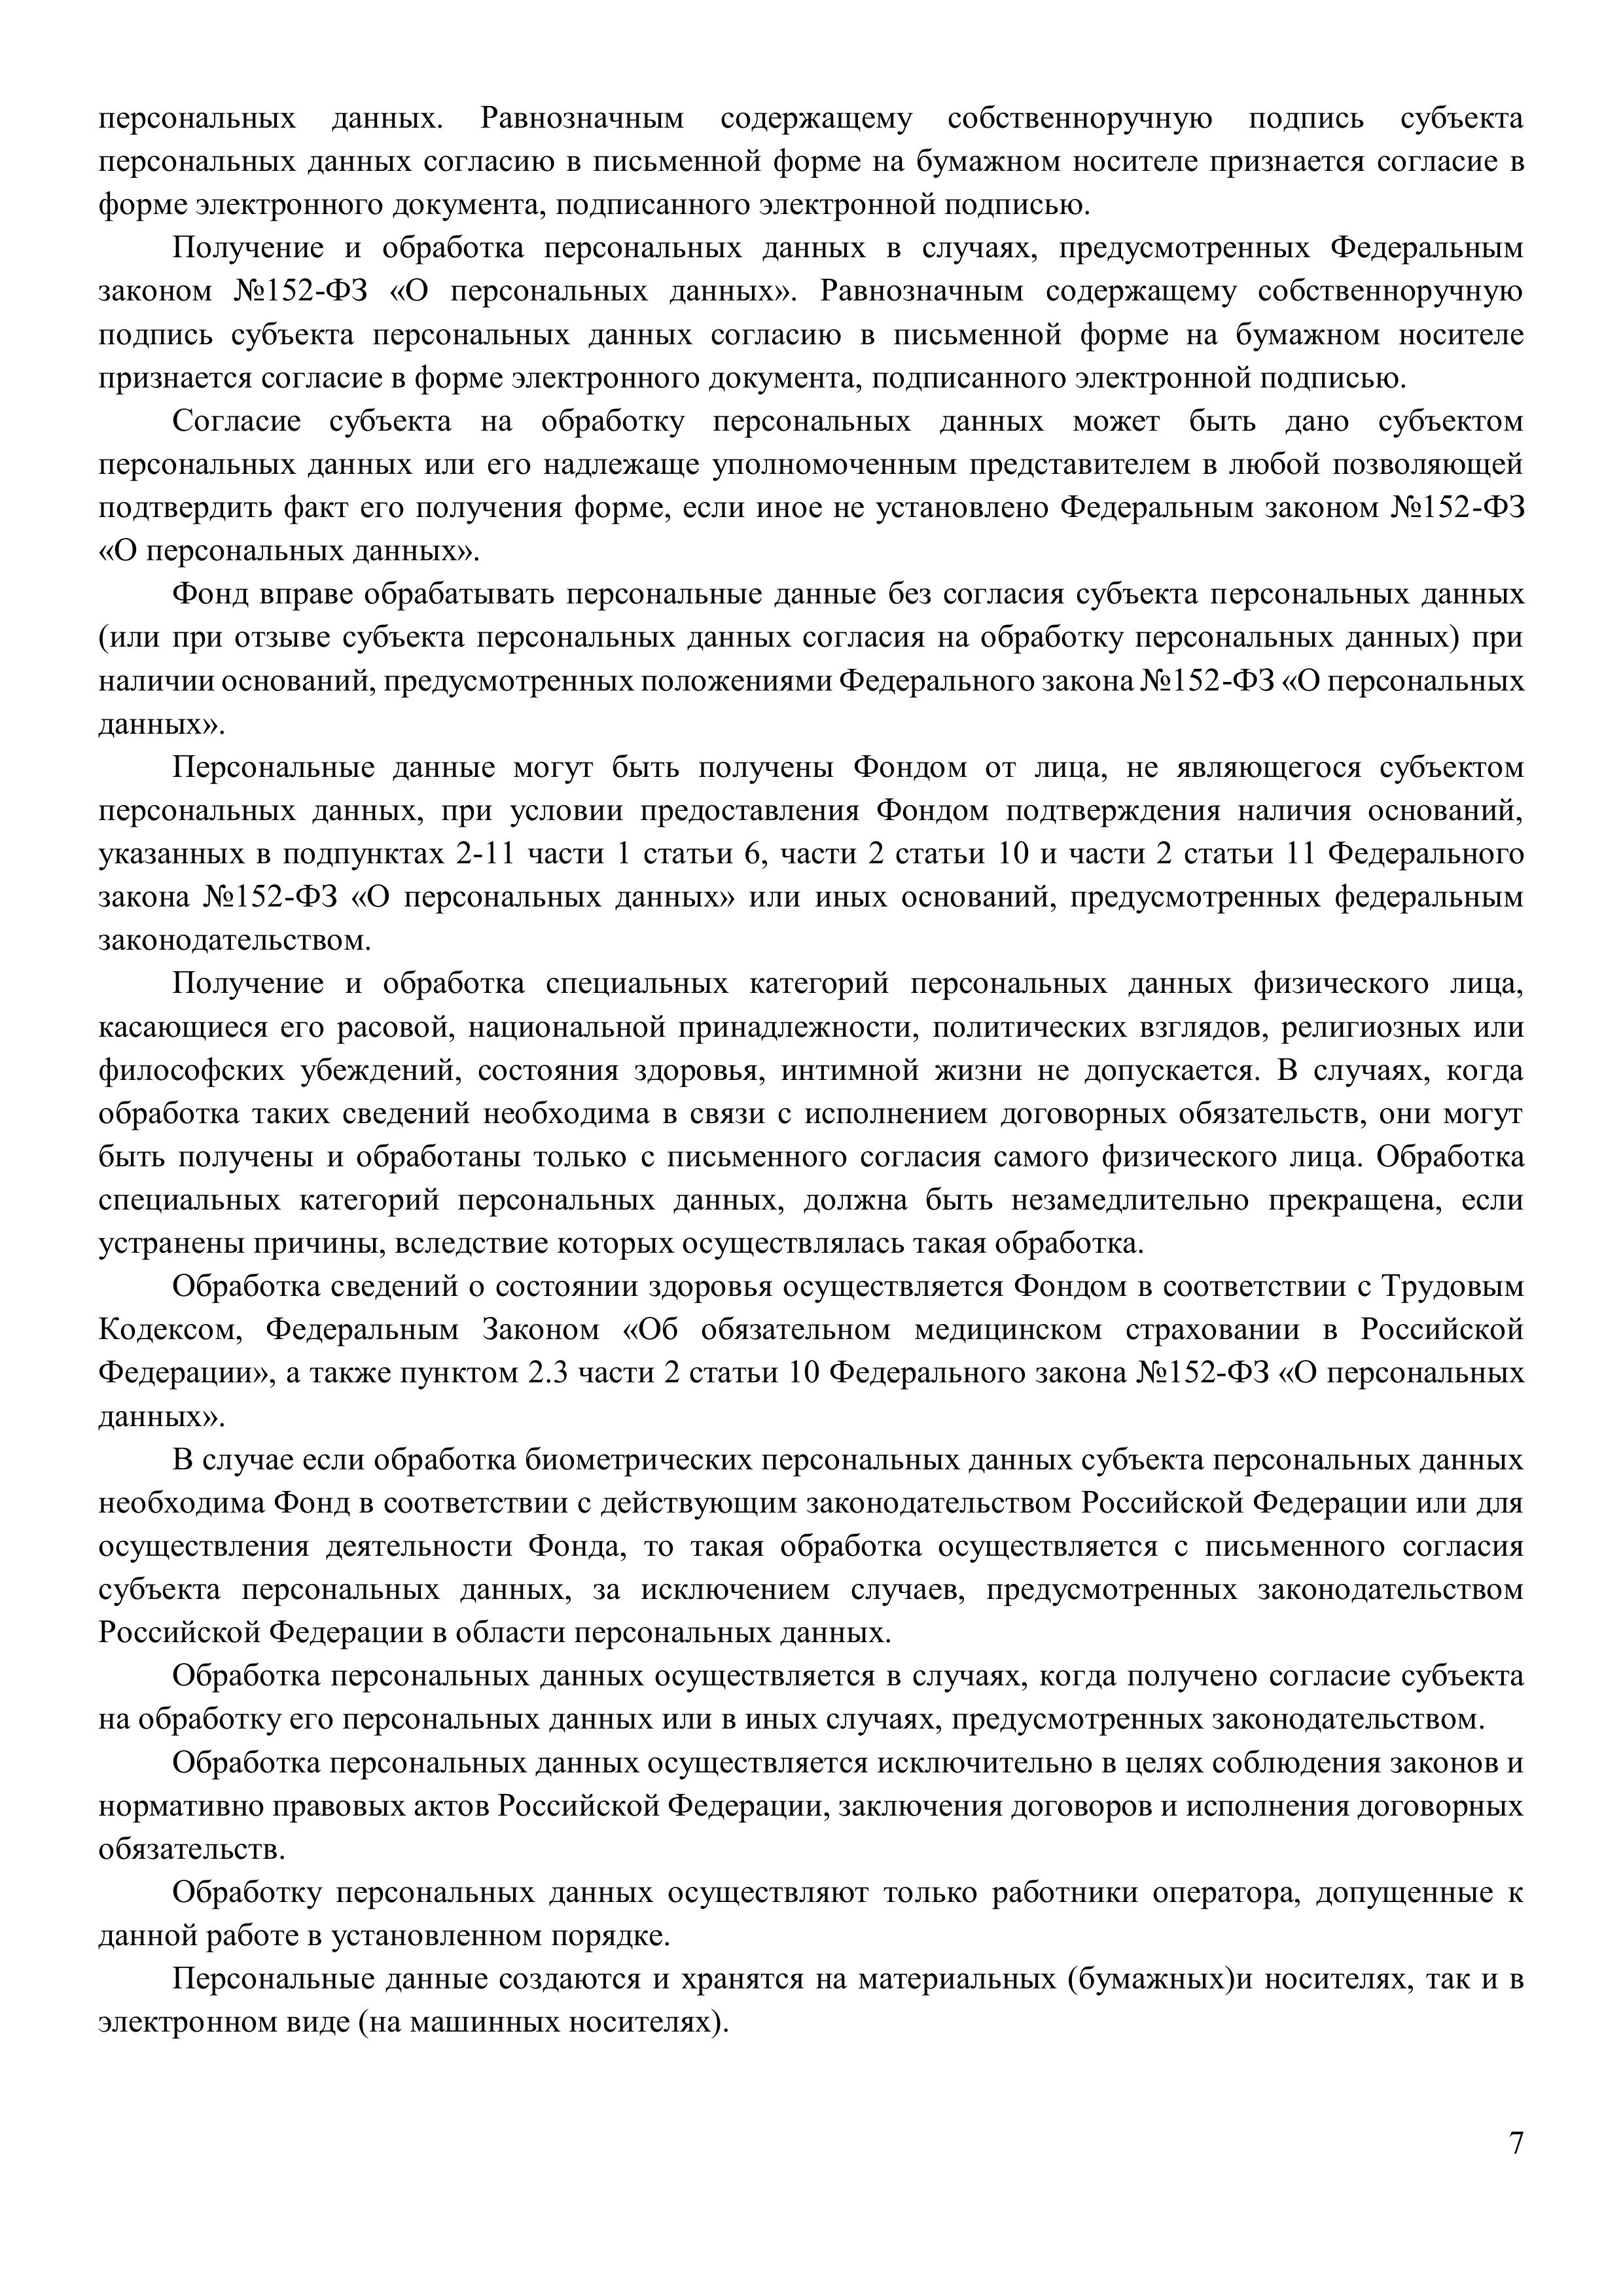 персональных данных. Равнозначным содержащему собственноручную подпись субъекта
персональных данных согласию в письменной форме на бумажном носителе признается согласие в
форме электронного документа, подписанного электронной подписью.
Получение и обработка персональных данных в случаях, предусмотренных Федеральным
законом №152-ФЗ «О персональных данных». Равнозначным содержащему собственноручную
подпись субъекта персональных данных согласию в письменной форме на бумажном носителе
признается согласие в форме электронного документа, подписанного электронной подписью.
Согласие субъекта на обработку персональных данных может быть дано субъектом
персональных данных или его надлежаще уполномоченным представителем в любой позволяющей
подтвердить факт его получения форме, если иное не установлено Федеральным законом №152-ФЗ
«О персональных данных».
Фонд вправе обрабатывать персональные данные без согласия субъекта персональных данных
(или при отзыве субъекта персональных данных согласия на обработку персональных данных) при
наличии оснований, предусмотренных положениями Федерального закона №152-ФЗ «О персональных
данных».
Персональные данные могут быть получены Фондом от лица, не являющегося субъектом
персональных данных, при условии предоставления Фондом подтверждения наличия оснований,
указанных в подпунктах 2-11 части 1 статьи 6, части 2 статьи 10 и части 2 статьи 11 Федерального
закона №152-ФЗ «О персональных данных» или иных оснований, предусмотренных федеральным
законодательством.
Получение и обработка специальных категорий персональных данных физического лица,
касающиеся его расовой, национальной принадлежности, политических взглядов, религиозных или
философских убеждений, состояния здоровья, интимной жизни не допускается. В случаях, когда
обработка таких сведений необходима в связи с исполнением договорных обязательств, они могут
быть получены и обработаны только с письменного согласия самого физического лица. Обработка
специальных категорий персональных данных, должна быть незамедлительно прекращена, если
устранены причины, вследствие которых осуществлялась такая обработка.
Обработка сведений о состоянии здоровья осуществляется Фондом в соответствии с Трудовым
Кодексом, Федеральным Законом «Об обязательном медицинском страховании в Российской
Федерации», а также пунктом 2.3 части 2 статьи 10 Федерального закона №152-ФЗ «О персональных
данных».
В случае если обработка биометрических персональных данных субъекта персональных данных
необходима Фонд в соответствии с действующим законодательством Российской Федерации или для
осуществления деятельности Фонда, то такая обработка осуществляется с письменного согласия
субъекта персональных данных, за исключением случаев, предусмотренных законодательством
Российской Федерации в области персональных данных.
Обработка персональных данных осуществляется в случаях, когда получено согласие субъекта
на обработку его персональных данных или в иных случаях, предусмотренных законодательством.
Обработка персональных данных осуществляется исключительно в целях соблюдения законов и
нормативно правовых актов Российской Федерации, заключения договоров и исполнения договорных
обязательств.
Обработку персональных данных осуществляют только работники оператора, допущенные к
данной работе в установленном порядке.
Персональные данные создаются и хранятся на материальных (бумажных)и носителях, так и в
электронном виде (на машинных носителях).
7